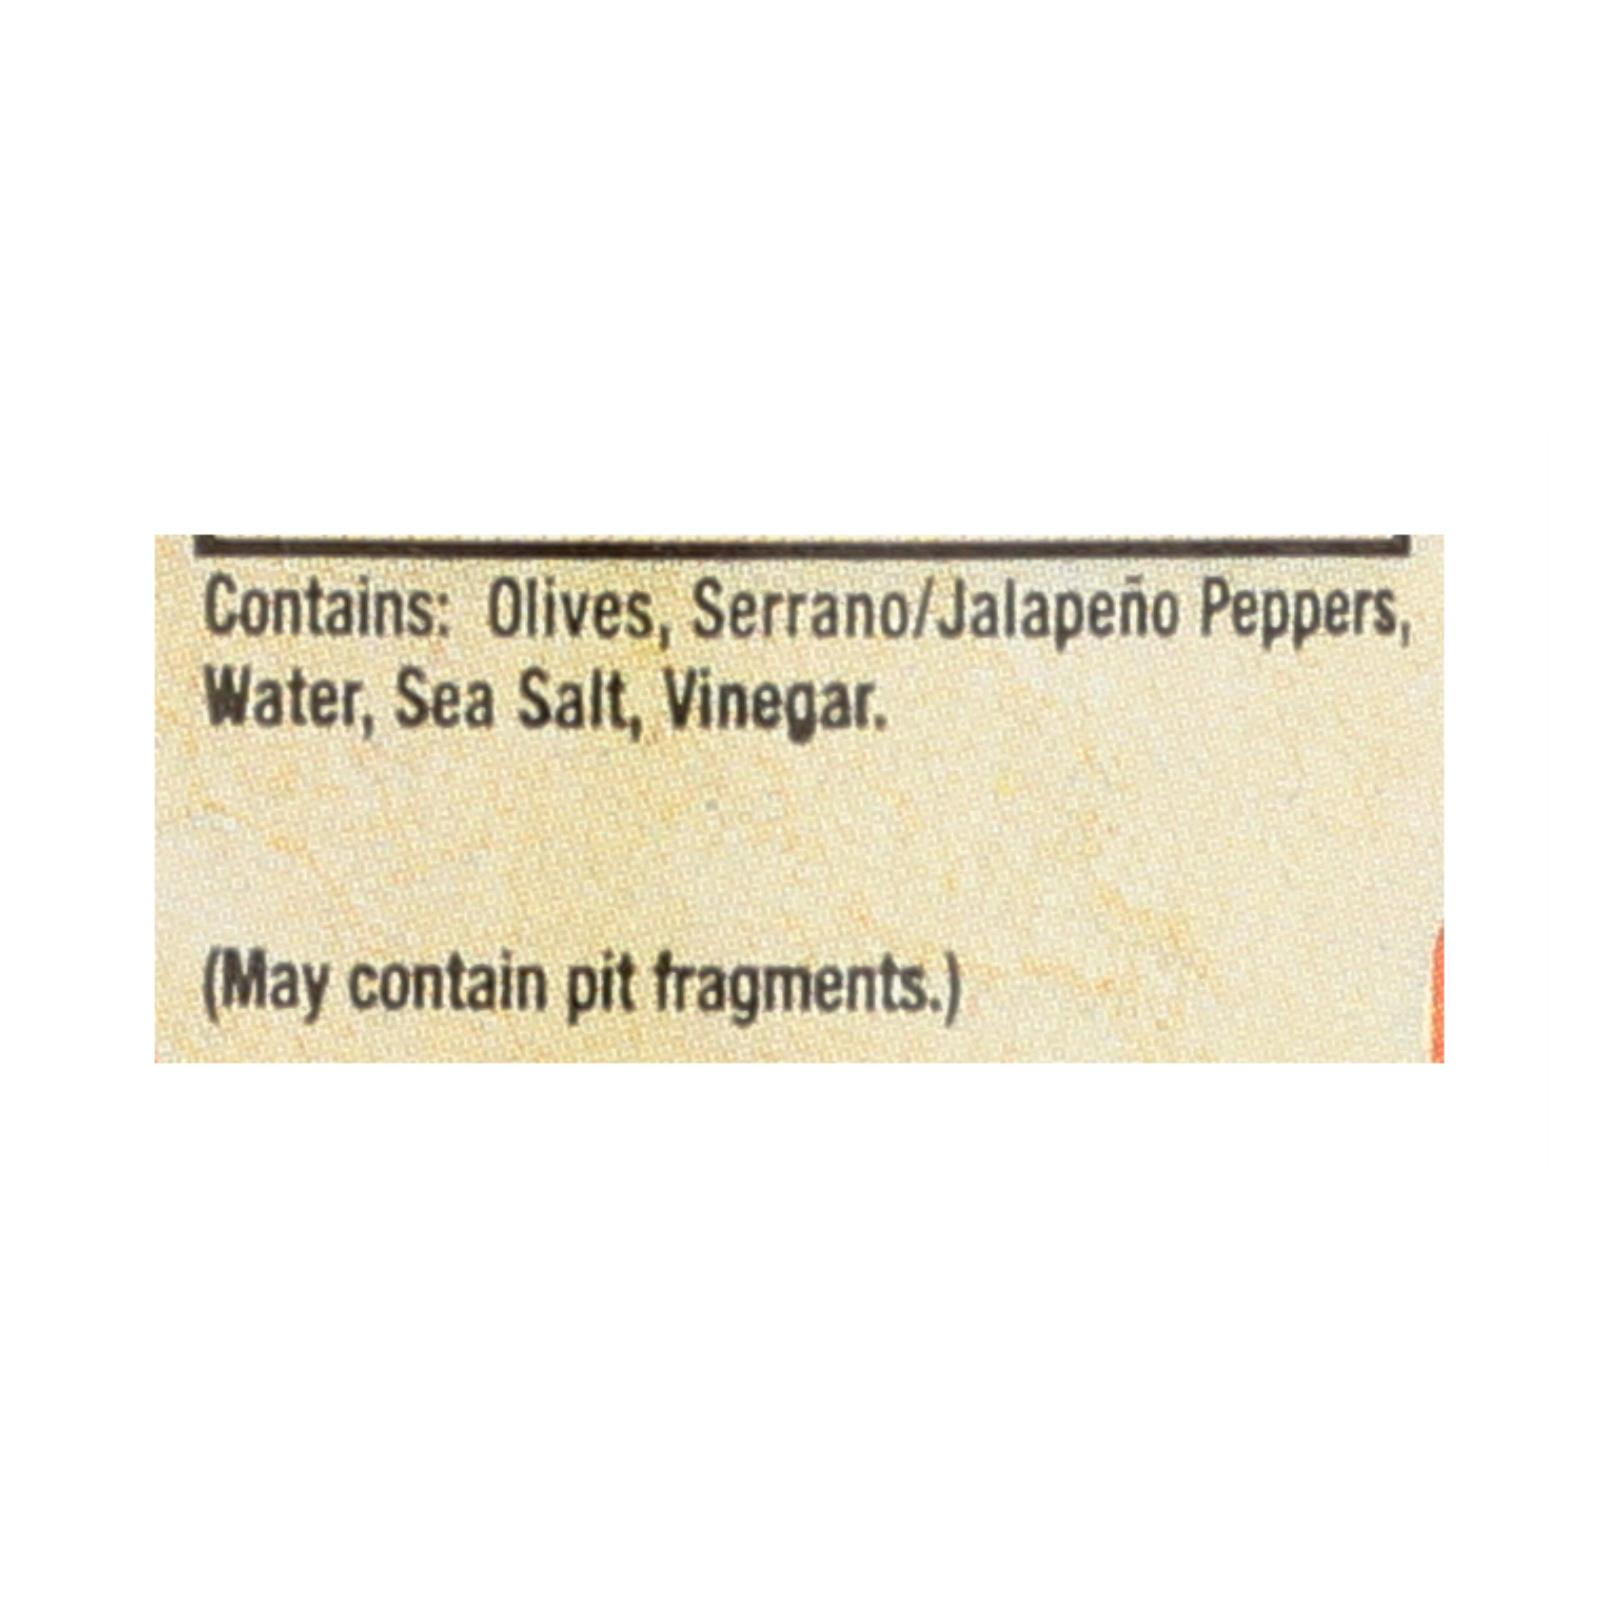 Contains: Olives, Serrano/Jalapeño Peppers,
Water, Sea Salt, Vinegar.
(May contain pit fragments.)